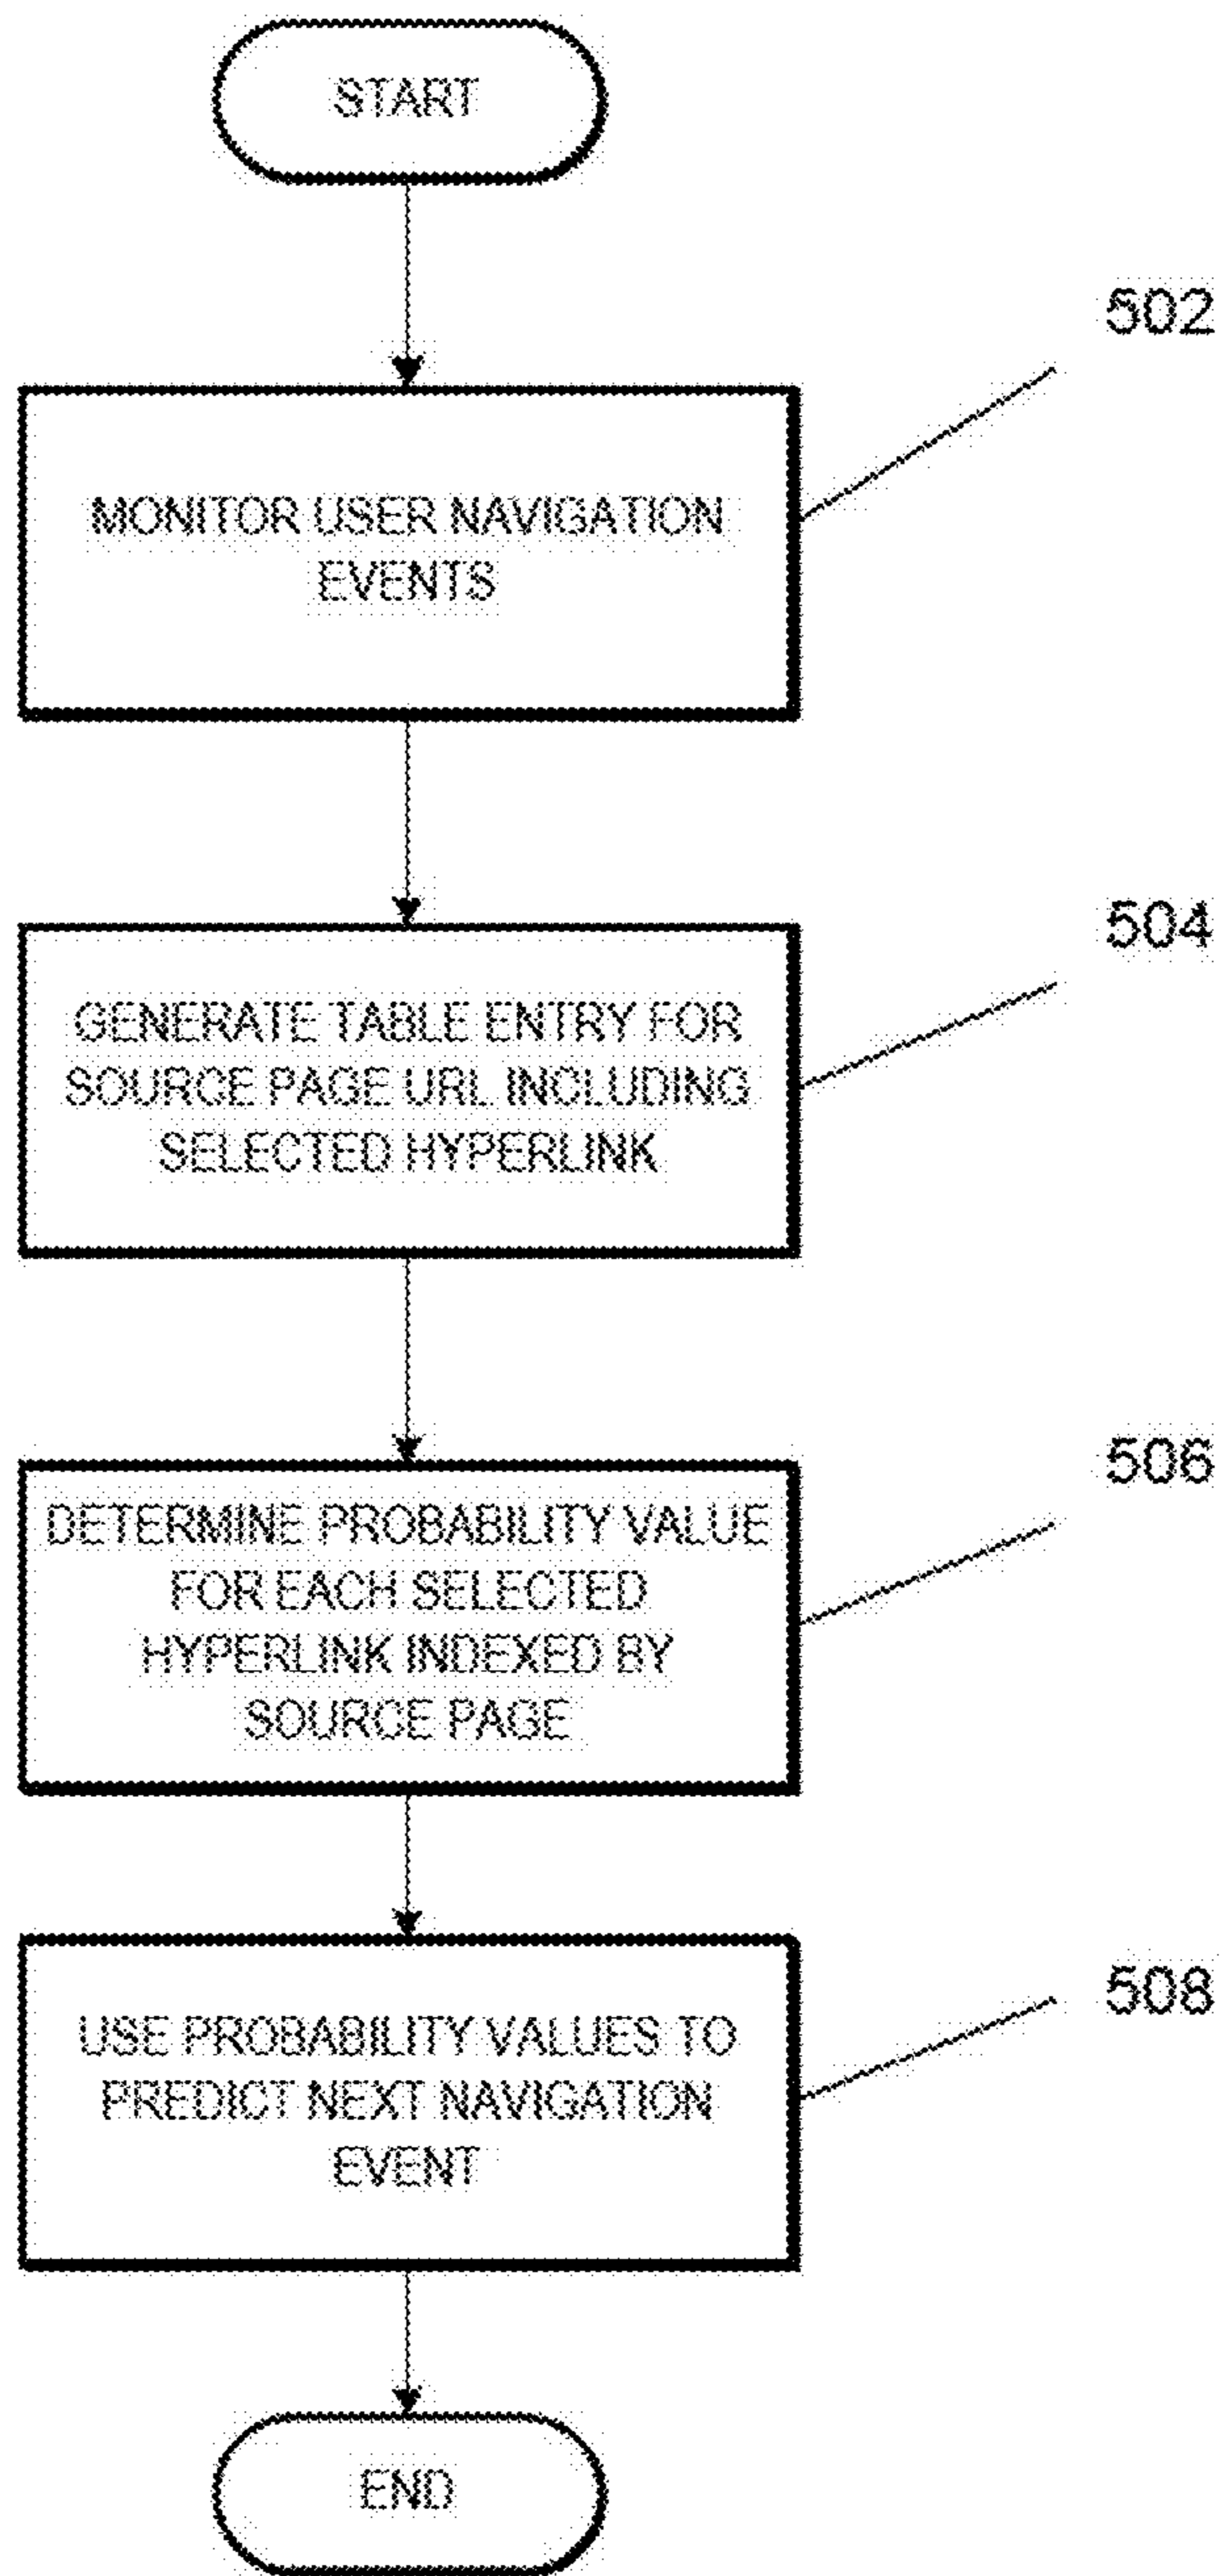 START
502
MONITOR USER NAVIGATION
EVENTS
504
GENERATE TABLE ENTRY FOR
SOURCE PAGE URL INCLUDING
SELECTED HYPERLINK
506
DETERMINE PROBABILITY VALUE
FOR EACH SELECTED
HYPERLINK INDEXED BY
SOURCE PAGE
508
USE PROBABILITY VALUES TO
PREDICT NEXT NAVIGATION
EVENT
END